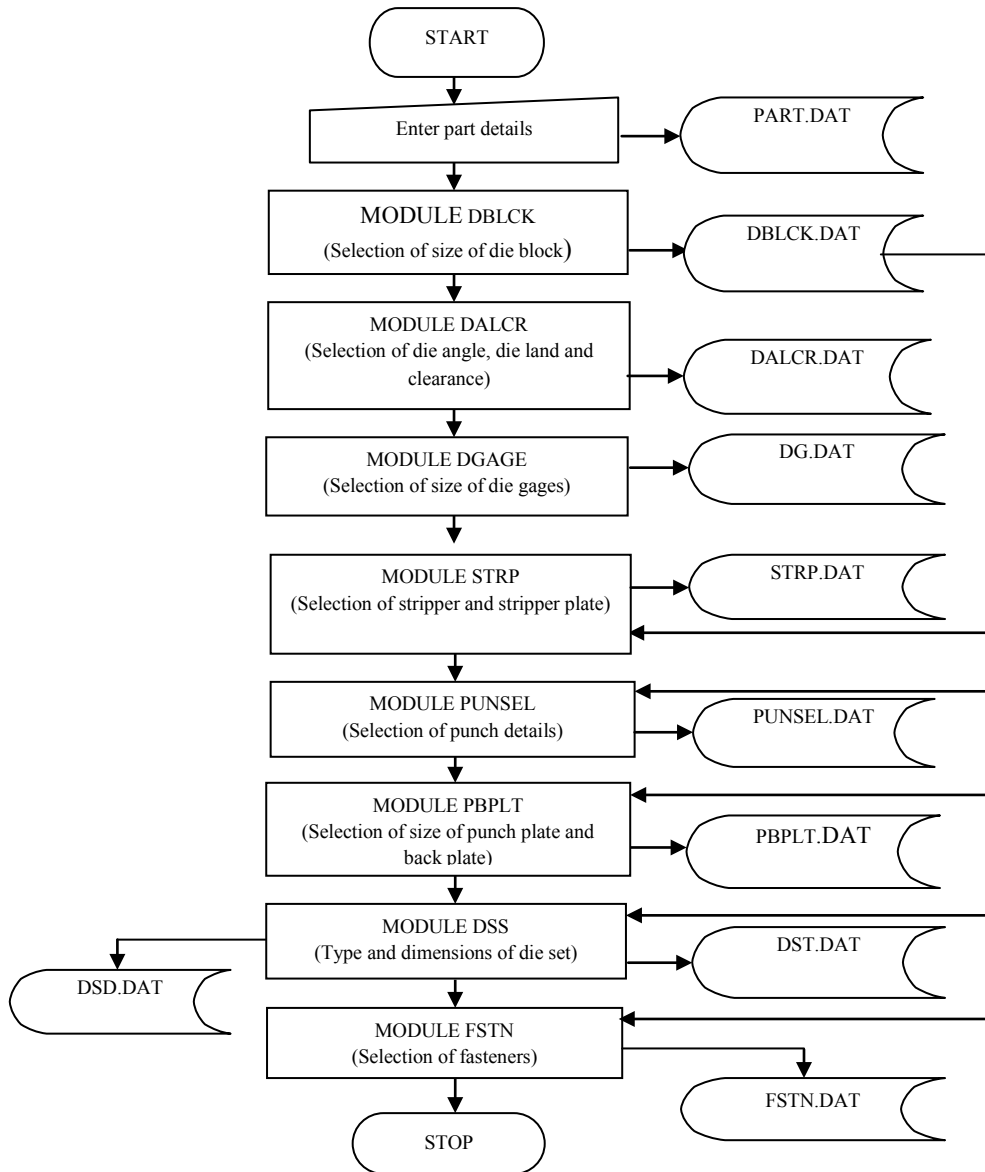 START
Enter part details
PART.DAT
MODULE DBLCK
(Selection of size of die block)
DBLCK.DAT
MODULE DALCR
(Selection of die angle, die land and
clearance)
DALCR.DAT
MODULE DGAGE
(Selection of size of die gages)
DG.DAT
MODULE STRP
(Selection of stripper and stripper plate)
STRP.DAT
MODULE PUNSEL
(Selection of punch details)
PUNSEL.DAT
MODULE PBPLT
(Selection of size of punch plate and
back plate)
PBPLT.DAT
MODULE DSS
(Type and dimensions of die set)
DST.DAT
DSD.DAT
MODULE FSTN
(Selection of fasteners)
FSTN.DAT
STOP